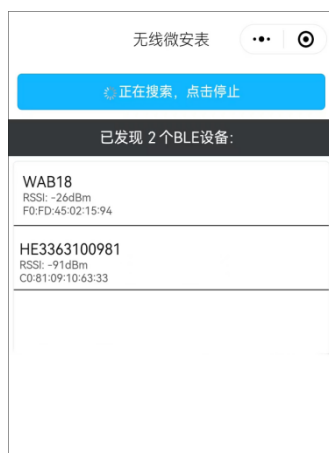 无线微安表
正在搜索，点击停止
已发现 2个BLE设备:
WAB18
RSSI: -26dBm
F0:FD:45:02:15:94
HE3363100981
RSSI: -91dBm
C0:81:09:10:63:33